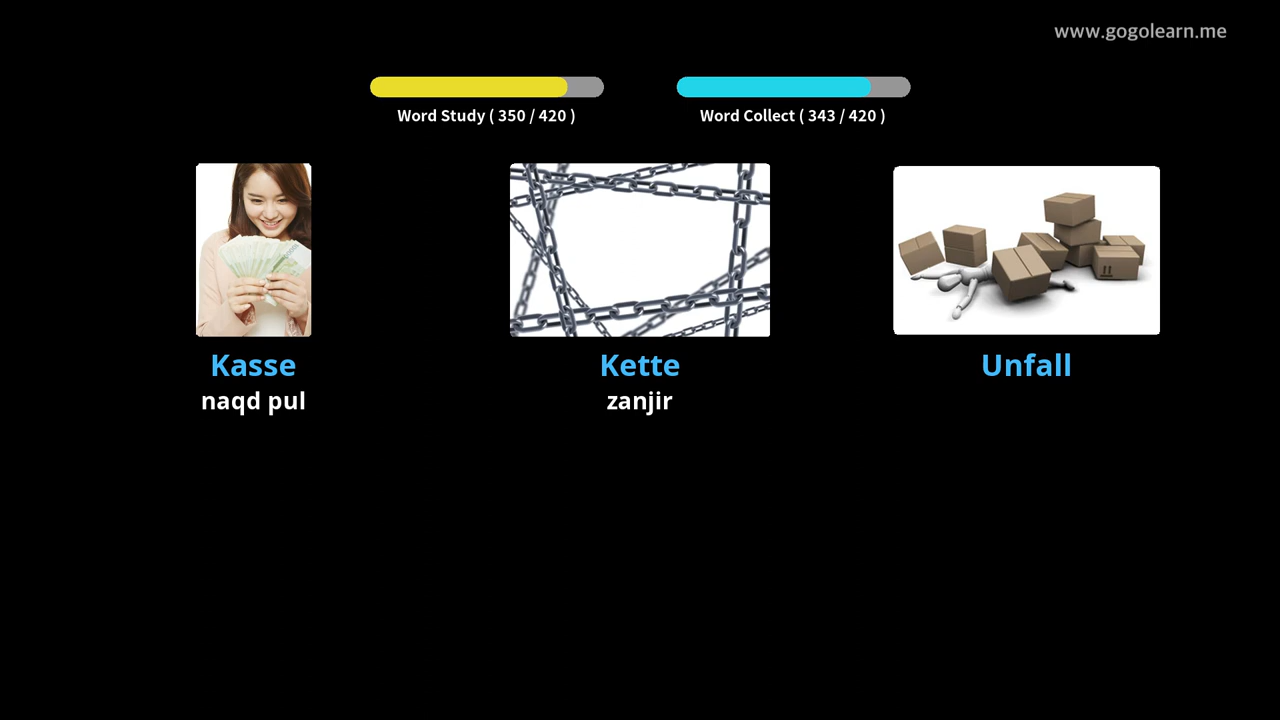 www.gogolearn.me
Word Study ( 350 / 420 )
Word Collect ( 343 / 420 )
Kasse
naqd pul
Kette
zanjir
Unfall